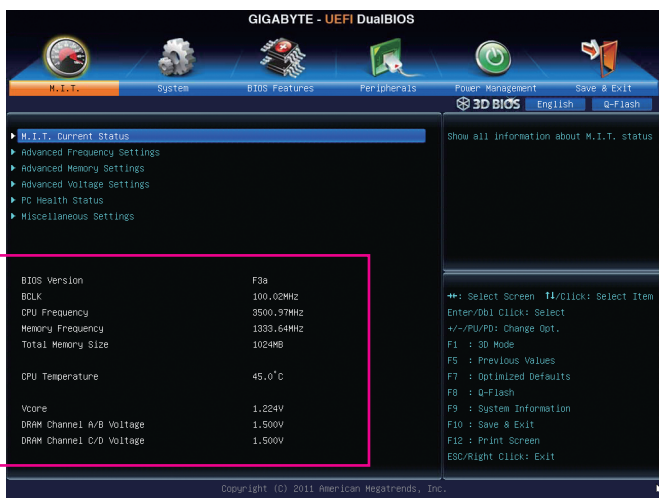 GIGABYTE - UEFI DualBIOS
M.I.T. System BIOS Features Peripherals Power Management Save & Exit
3D BIOS English Q-Flash
M.I.T. Current Status
Advanced Frequency Settings
Advanced Memory Settings
Advanced Voltage Settings
PC Health Status
Miscellaneous Settings
BIOS Version F3a
BCLK 100.02MHz
CPU Frequency 3500.97MHz
Memory Frequency 1333.64MHz
Total Memory Size 1024MB
CPU Temperature 45.0°C
Vcore 1.224V
DRAM Channel A/B Voltage 1.500V
DRAM Channel C/D Voltage 1.500V
Show all information about M.I.T. status
→←: Select Screen ↑↓/Click: Select Item
Enter/Dbl Click: Select
+/-/PU/PD: Change Opt.
F1 : 3D Mode
F5 : Previous Values
F7 : Optimized Defaults
F8 : Q-Flash
F9 : System Information
F10 : Save & Exit
F12 : Print Screen
ESC/Right Click: Exit
Copyright (C) 2011 American Megatrends, Inc.